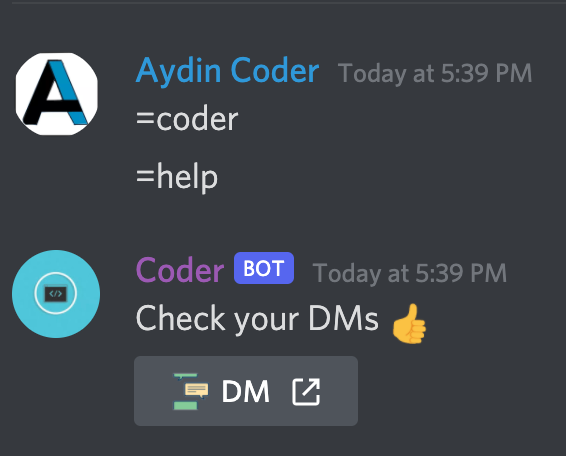 Aydin Coder Today at 5:39 PM
=coder
=help
Coder BOT Today at 5:39 PM
Check your DMs 👍
DM